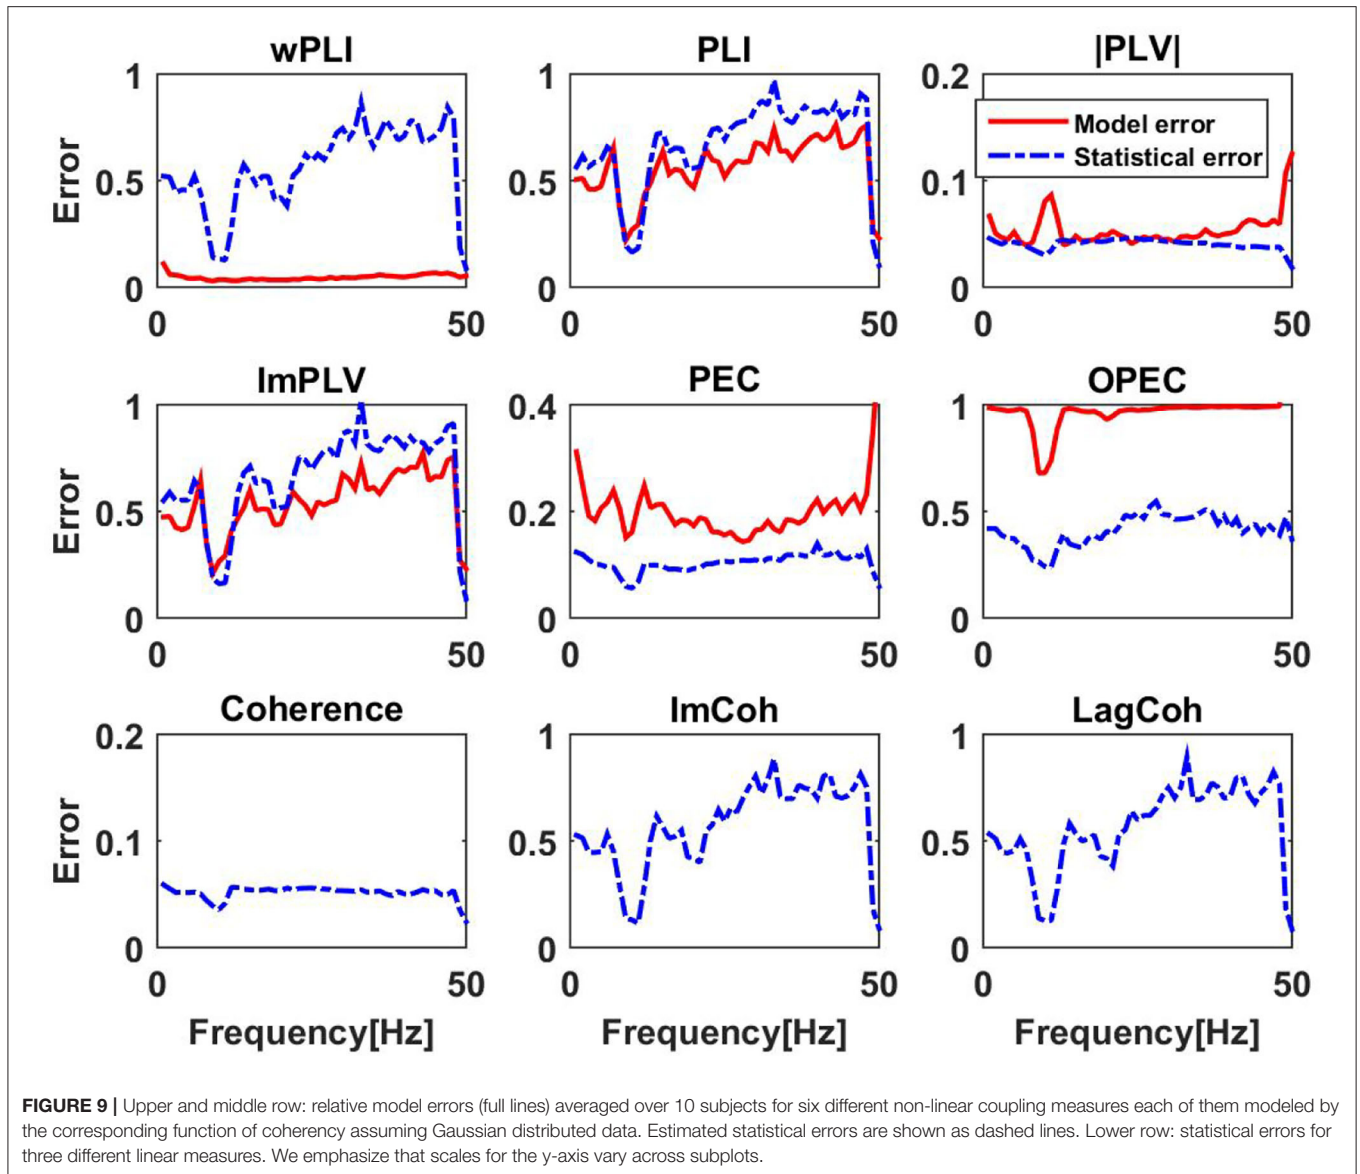 wPLI
PLI
|PLV|
Error
1
0.5
0
0
50
1
0.5
0
0
50
0.2
0.1
0
0
50
Model error
Statistical error
ImPLV
PEC
OPEC
Error
1
0.5
0
0
50
0.4
0.2
0
0
50
1
0.5
0
0
50
Coherence
ImCoh
LagCoh
Error
0.2
0.1
0
0
50
1
0.5
0
0
50
1
0.5
0
0
50
Frequency[Hz]
Frequency[Hz]
Frequency[Hz]
FIGURE 9 | Upper and middle row: relative model errors (full lines) averaged over 10 subjects for six different non-linear coupling measures each of them modeled by
the corresponding function of coherency assuming Gaussian distributed data. Estimated statistical errors are shown as dashed lines. Lower row: statistical errors for
three different linear measures. We emphasize that scales for the y-axis vary across subplots.